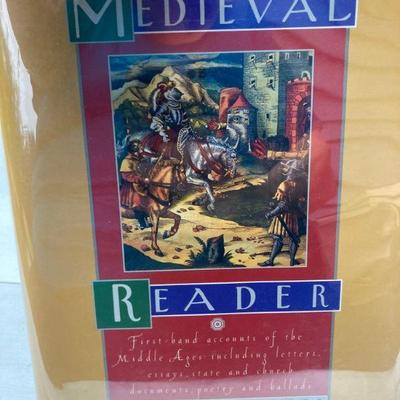 MEDIEVAL
READER
First-hand accounts of the
Middle Ages including letters,
essays, state and church
documents, poetry and ballads